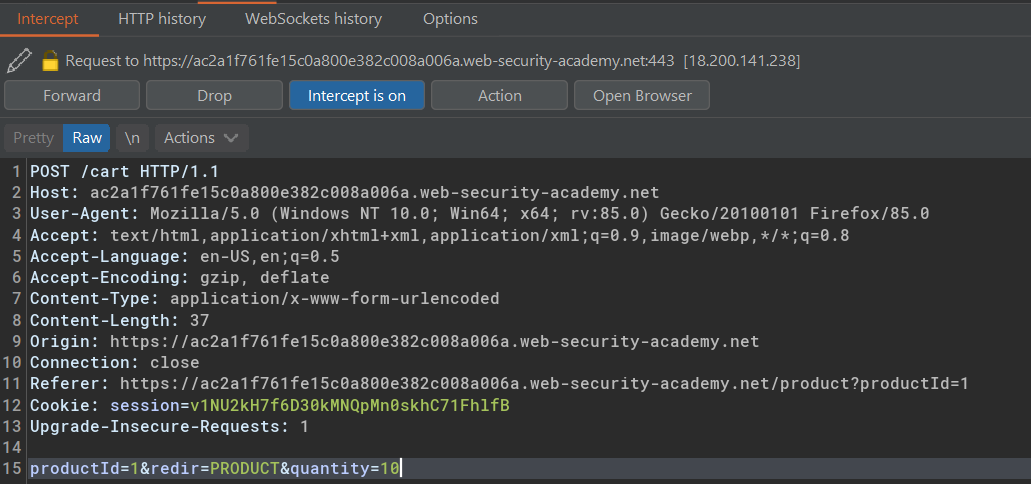 Intercept HTTP history WebSockets history Options
Request to https://ac2a1f761fe15c0a800e382c008a006a.web-security-academy.net:443 [18.200.141.238]
Forward Drop Intercept is on Action Open Browser
Pretty Raw \n Actions
1 POST /cart HTTP/1.1
2 Host: ac2a1f761fe15c0a800e382c008a006a.web-security-academy.net
3 User-Agent: Mozilla/5.0 (Windows NT 10.0; Win64; x64; rv:85.0) Gecko/20100101 Firefox/85.0
4 Accept: text/html,application/xhtml+xml,application/xml;q=0.9,image/webp,*/*;q=0.8
5 Accept-Language: en-US,en;q=0.5
6 Accept-Encoding: gzip, deflate
7 Content-Type: application/x-www-form-urlencoded
8 Content-Length: 37
9 Origin: https://ac2a1f761fe15c0a800e382c008a006a.web-security-academy.net
10 Connection: close
11 Referer: https://ac2a1f761fe15c0a800e382c008a006a.web-security-academy.net/product?productId=1
12 Cookie: session=v1NU2kH7f6D30kMNQpMn0skhC71FhlfB
13 Upgrade-Insecure-Requests: 1
14
15 productId=1&redir=PRODUCT&quantity=10